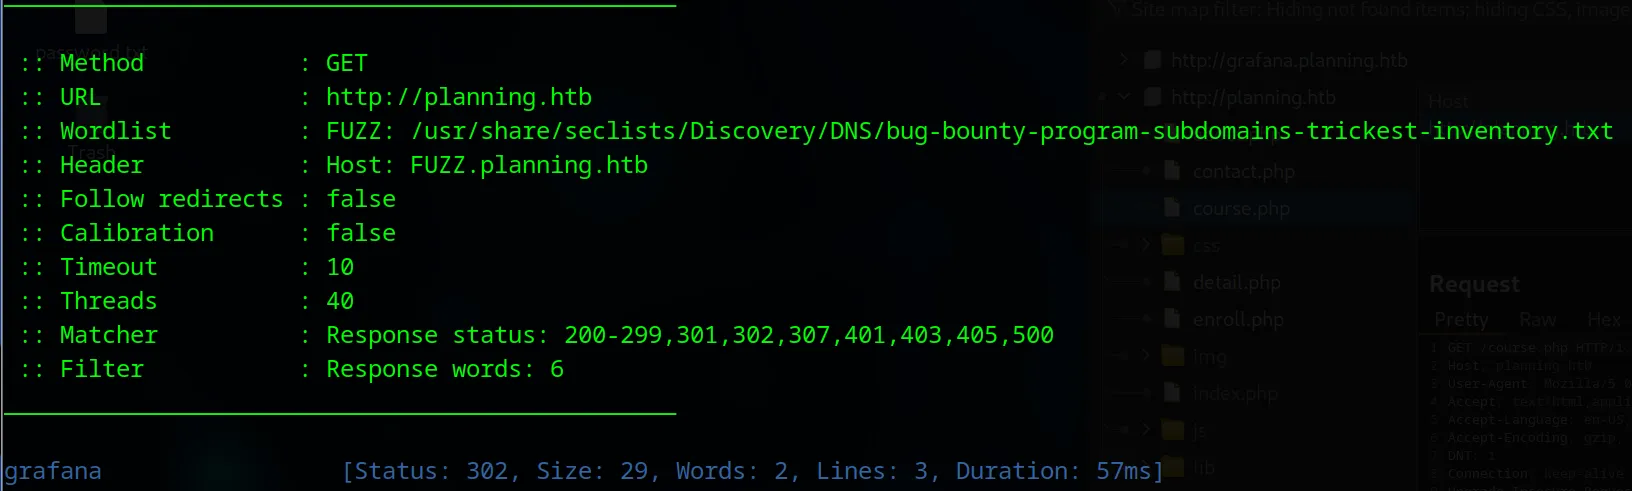 :: Method : GET
:: URL : http://planning.htb
:: Wordlist : FUZZ: /usr/share/seclists/Discovery/DNS/bug-bounty-program-subdomains-trickest-inventory.txt
:: Header : Host: FUZZ.planning.htb
:: Follow redirects : false
:: Calibration : false
:: Timeout : 10
:: Threads : 40
:: Matcher : Response status: 200-299,301,302,307,401,403,405,500
:: Filter : Response words: 6
grafana [Status: 302, Size: 29, Words: 2, Lines: 3, Duration: 57ms]
password.txt
Trash
Site map filter: Hiding not found items; hiding CSS, image
http://grafana.planning.htb
http://planning.htb
contact.php
course.php
css
detail.php
enroll.php
img
index.php
js
lib
Host
Request
Pretty Raw Hex
1 GET /course.php HTTP/1
2 Host: planning.htb
3 User-Agent: Mozilla/5
4 Accept: text/html,appli
5 Accept-Language: en-US
6 Accept-Encoding: gzip
7 DNT: 1
8 Connection: keep-alive